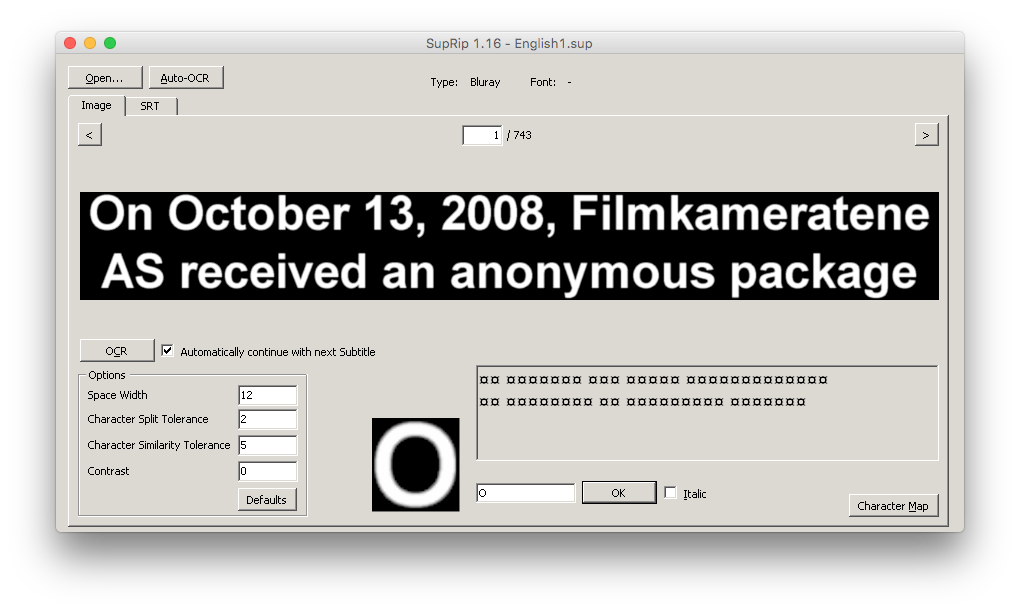 SupRip 1.16 - English1.sup
Open... Auto-OCR
Type: Bluray Font: -
Image SRT
< 1 / 743 >
On October 13, 2008, Filmkameratene
AS received an anonymous package
OCR Automatically continue with next Subtitle
Options
Space Width 12
Character Split Tolerance 2
Character Similarity Tolerance 5
Contrast 0
Defaults
¤¤ ¤¤¤¤¤¤¤ ¤¤¤ ¤¤¤¤¤ ¤¤¤¤¤¤¤¤¤¤¤¤¤
¤¤ ¤¤¤¤¤¤¤¤ ¤¤ ¤¤¤¤¤¤¤¤¤ ¤¤¤¤¤¤¤
O
O OK Italic
Character Map